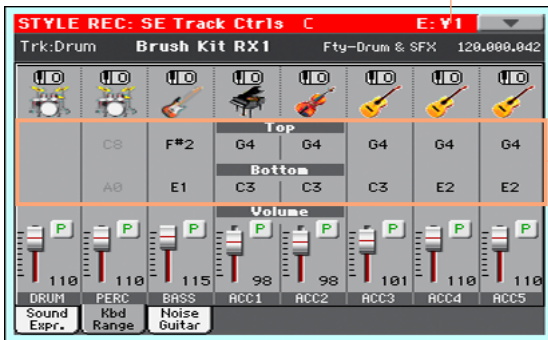 STYLE REC: SE Track Ctrls C E: V1
Trk:Drum Brush Kit RX1 Fty-Drum & SFX 120.000.042
Top
C8 F#2 G4 G4 G4 G4 G4
Bottom
A0 E1 C3 C3 C3 E2 E2
Volume
P P P P P P P P
110 110 115 98 98 101 110 110
DRUM PERC BASS ACC1 ACC2 ACC3 ACC4 ACC5
Sound Expr. Kbd Range Noise Guitar